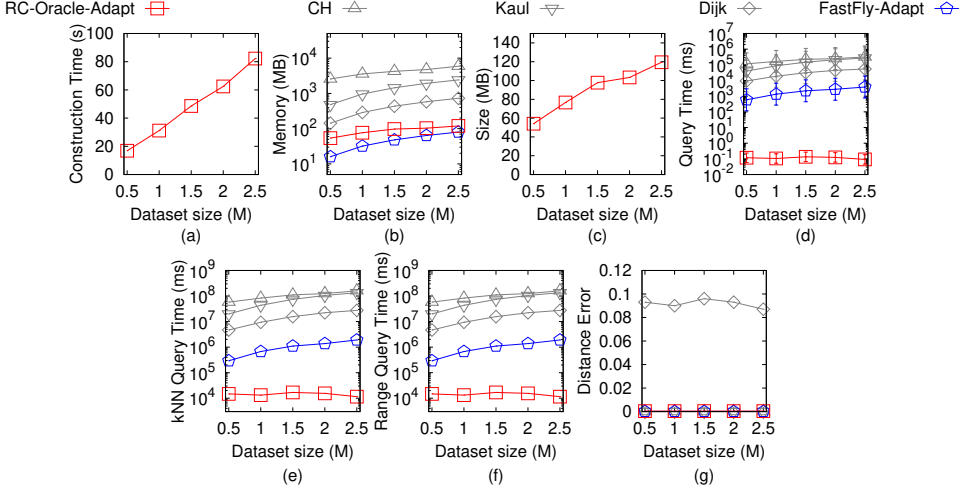 RC-Oracle-Adapt CH Kaul Dijk FastFly-Adapt
Construction Time (s)
100
80
60
40
20
0
0.5 1 1.5 2 2.5
Dataset size (M)
(a)
Memory (MB)
10^4
10^3
10^2
10^1
0.5 1 1.5 2 2.5
Dataset size (M)
(b)
Size (MB)
140
120
100
80
60
40
20
0
0.5 1 1.5 2 2.5
Dataset size (M)
(c)
Query Time (ms)
10^6
10^5
10^4
10^3
10^2
10^1
10^0
10^-1
10^-2
0.5 1 1.5 2 2.5
Dataset size (M)
(d)
kNN Query Time (ms)
10^9
10^8
10^7
10^6
10^5
10^4
0.5 1 1.5 2 2.5
Dataset size (M)
(e)
Range Query Time (ms)
10^9
10^8
10^7
10^6
10^5
10^4
0.5 1 1.5 2 2.5
Dataset size (M)
(f)
Distance Error
0.12
0.1
0.08
0.06
0.04
0.02
0
0.5 1 1.5 2 2.5
Dataset size (M)
(g)